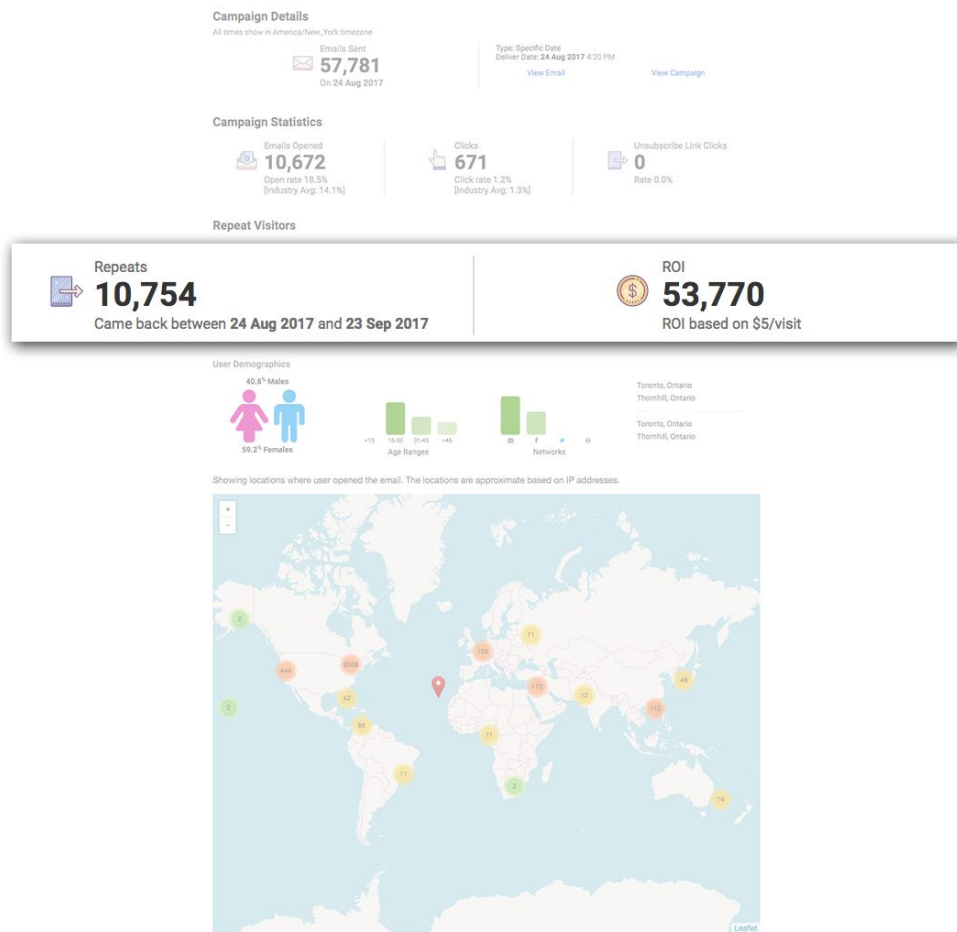 Campaign Details
All times show in America/New_York timezone
Emails Sent
57,781
On 24 Aug 2017
Type: Specific Date
Deliver Date: 24 Aug 2017 4:20 PM
View Email
View Campaign
Campaign Statistics
Emails Opened
10,672
Open rate 18.5%
[Industry Avg: 14.1%]
Clicks
671
Click rate 1.2%
[Industry Avg: 1.3%]
Unsubscribe Link Clicks
0
Rate 0.0%
Repeat Visitors
Repeats
10,754
Came back between 24 Aug 2017 and 23 Sep 2017
ROI
53,770
ROI based on $5/visit
User Demographics
40.8% Males
59.2% Females
<15 16-30 31-45 +46
Age Ranges
Networks
Toronto, Ontario
Thornhill, Ontario
Toronto, Ontario
Thornhill, Ontario
Showing locations where user opened the email. The locations are approximate based on IP addresses.
+
-
2
71
153
444
173
49
12
42
2
112
11
11
2
14
Leaflet